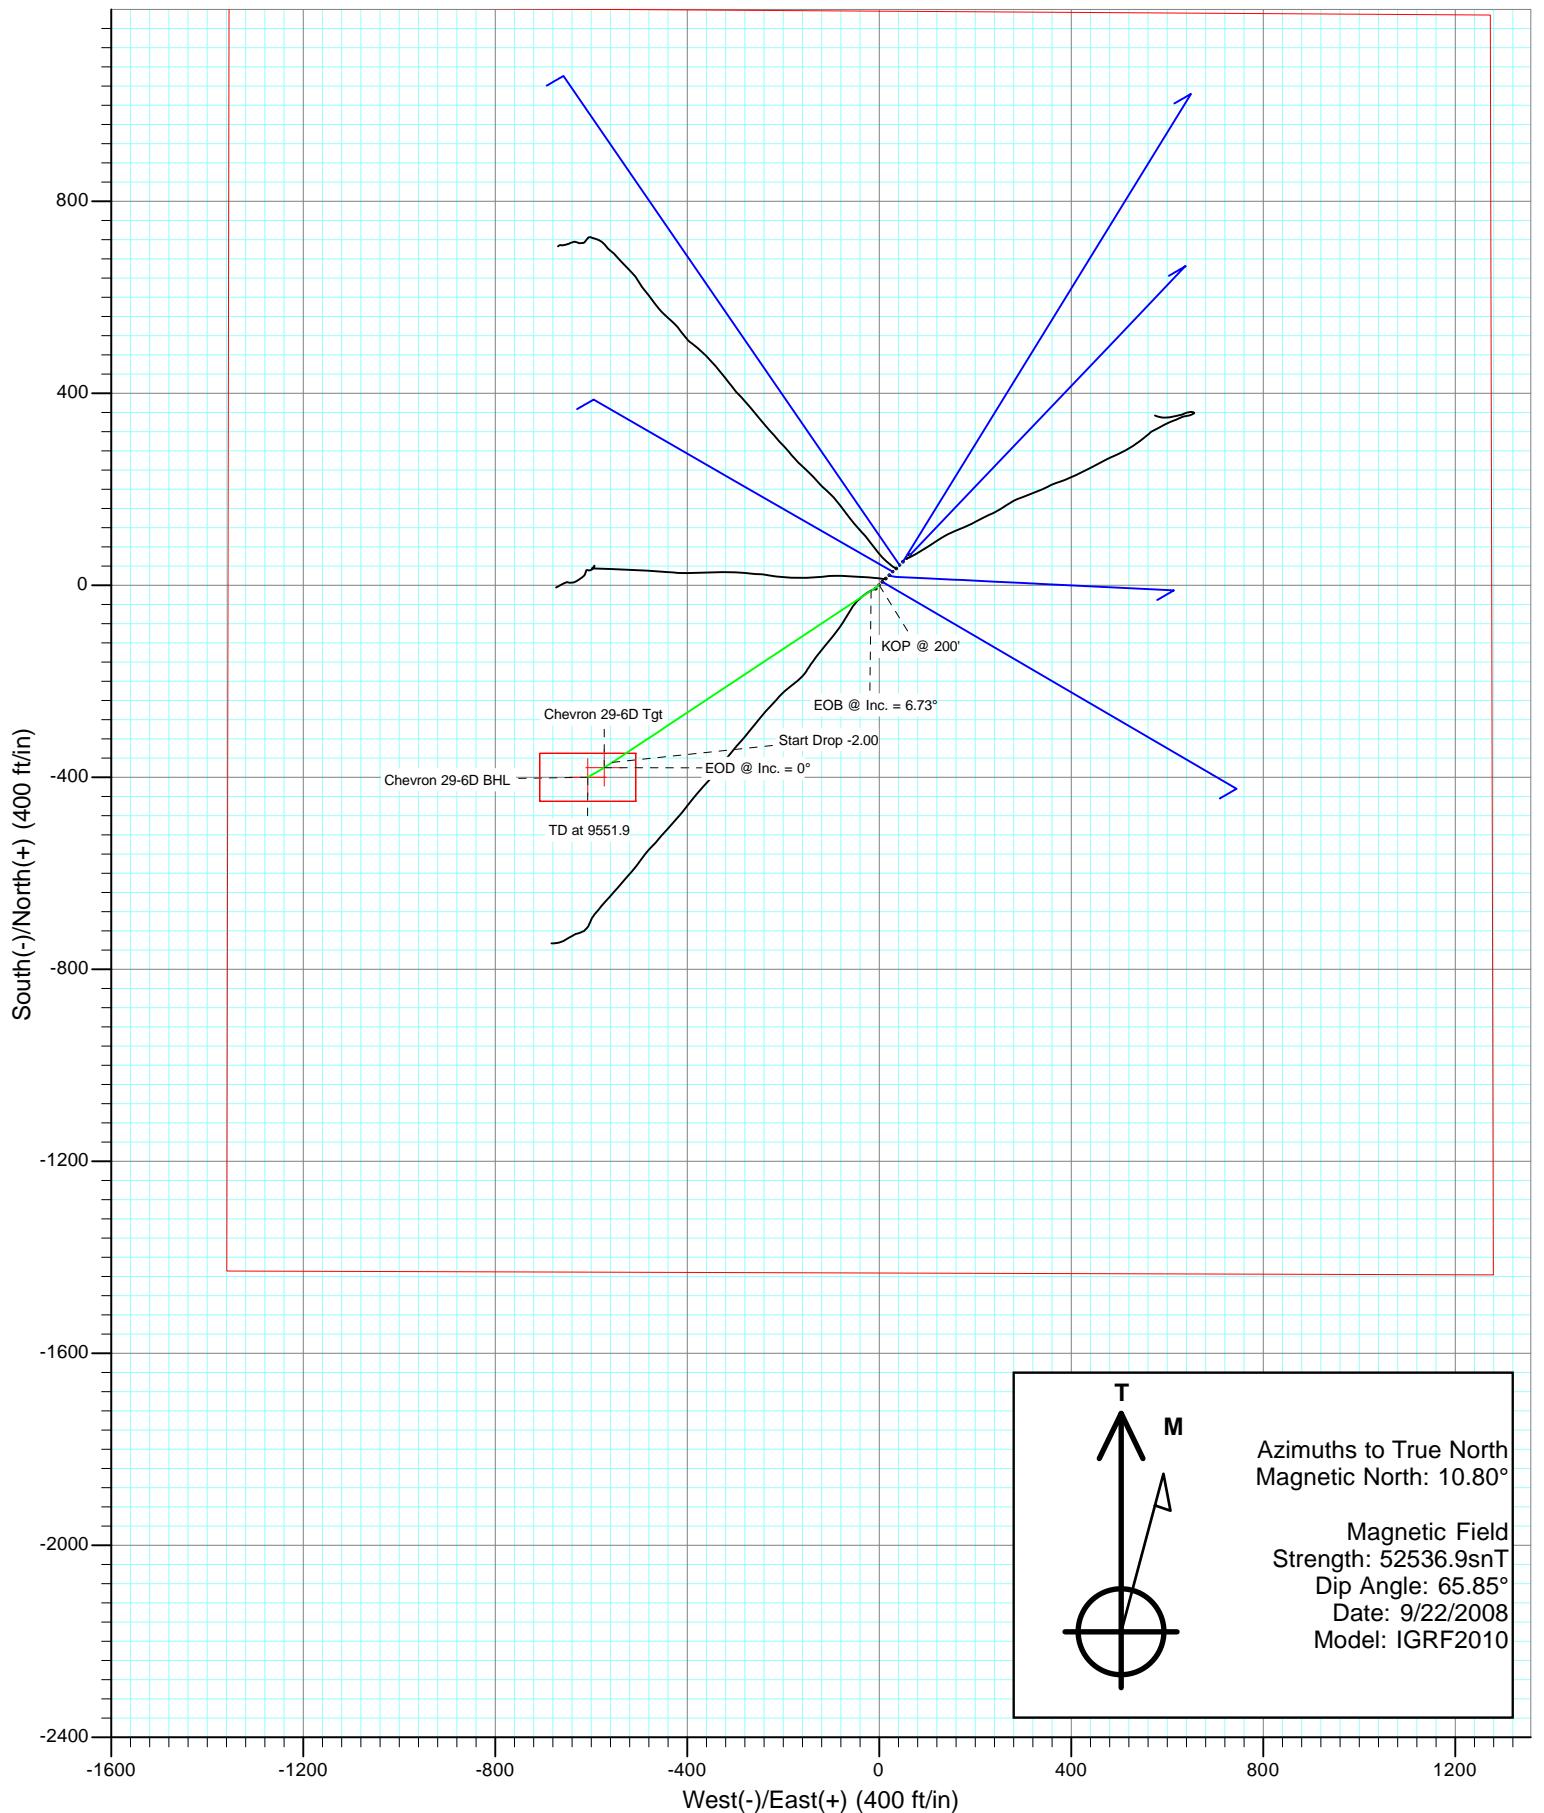 800
400
0
-400
-800
-1200
-1600
-2000
-2400
South(-)/North(+) (400 ft/in)
KOP @ 200'
EOB @ Inc. = 6.73°
Chevron 29-6D Tgt
Start Drop -2.00
EOD @ Inc. = 0°
Chevron 29-6D BHL
TD at 9551.9
T
M
Azimuths to True North
Magnetic North: 10.80°
Magnetic Field
Strength: 52536.9snT
Dip Angle: 65.85°
Date: 9/22/2008
Model: IGRF2010
-1600 -1200 -800 -400 0 400 800 1200
West(-)/East(+) (400 ft/in)